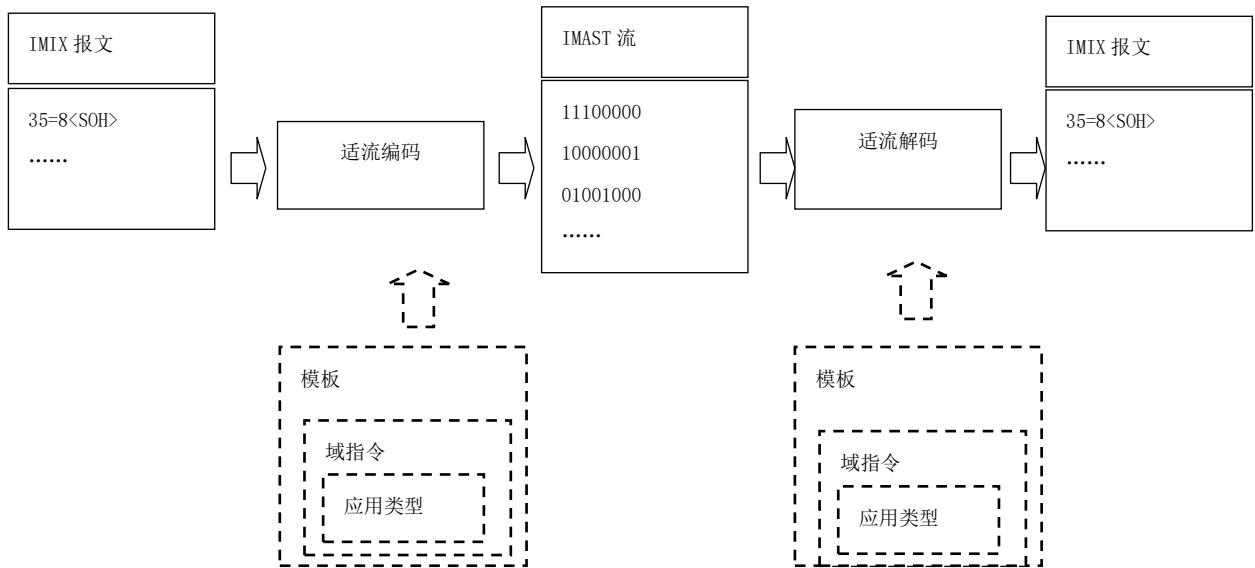 IMIX 报文
35=8<SOH>
……
适流编码
IMAST 流
11100000
10000001
01001000
……
适流解码
IMIX 报文
35=8<SOH>
……
模板
域指令
应用类型
模板
域指令
应用类型